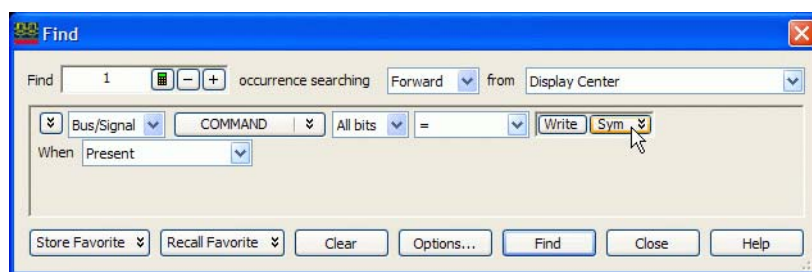 Find
Find 1 - + occurrence searching Forward from Display Center
Bus/Signal COMMAND All bits = Write Sym
When Present
Store Favorite Recall Favorite Clear Options... Find Close Help